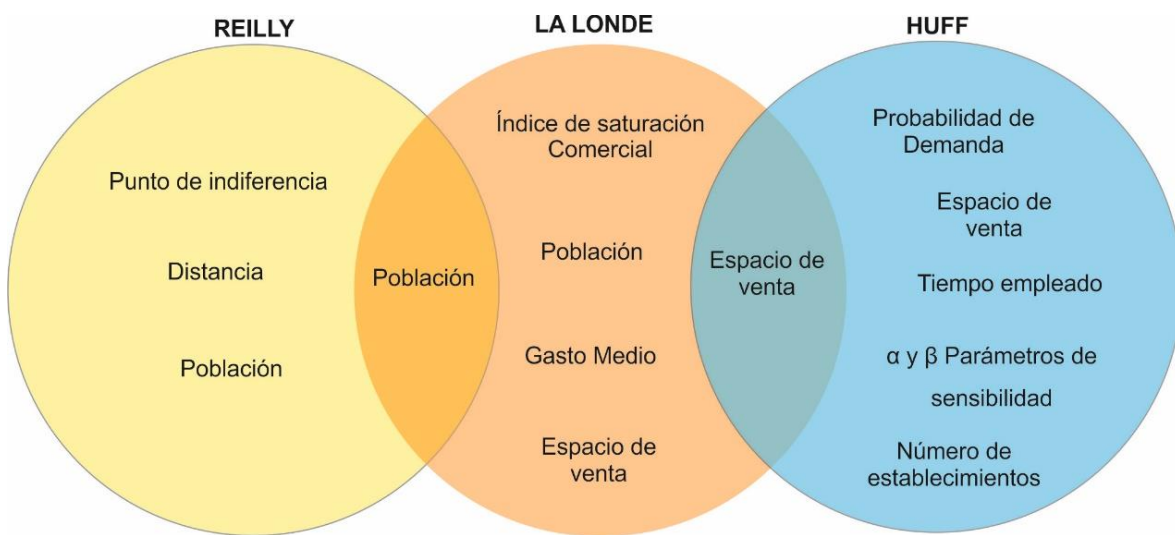 REILLY
Punto de indiferencia
Distancia
Población
Población
LA LONDE
Índice de saturación
Comercial
Población
Gasto Medio
Espacio de
venta
Espacio de
venta
HUFF
Probabilidad de
Demanda
Espacio de
venta
Tiempo empleado
α y β Parámetros de
sensibilidad
Número de
establecimientos